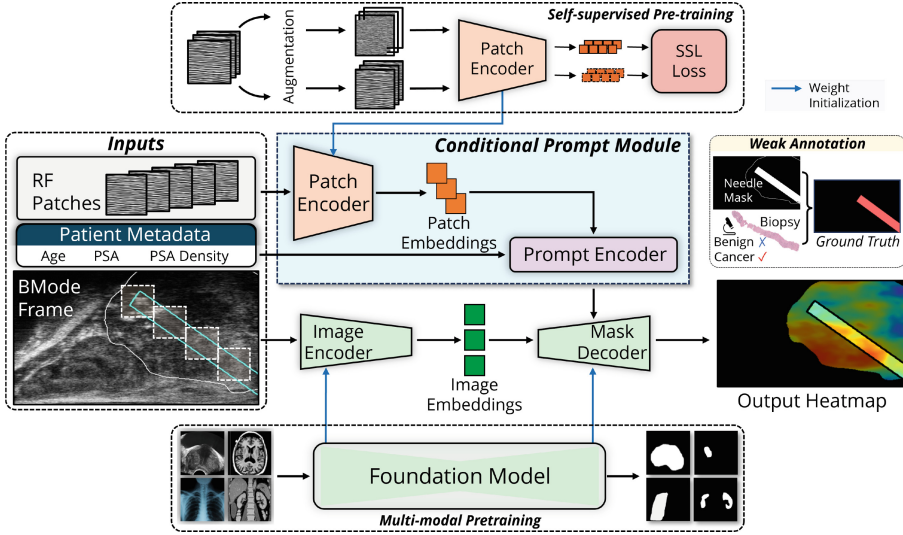 Self-supervised Pre-training
Augmentation
Patch
Encoder
SSL
Loss
Weight
Initialization
Inputs
RF
Patches
Patient Metadata
Age PSA PSA Density
BMode
Frame
Conditional Prompt Module
Patch
Encoder
Patch
Embeddings
Prompt Encoder
Weak Annotation
Needle
Mask
Biopsy
Benign ✗
Cancer ✓
Ground Truth
Image
Encoder
Image
Embeddings
Mask
Decoder
Output Heatmap
Foundation Model
Multi-modal Pretraining